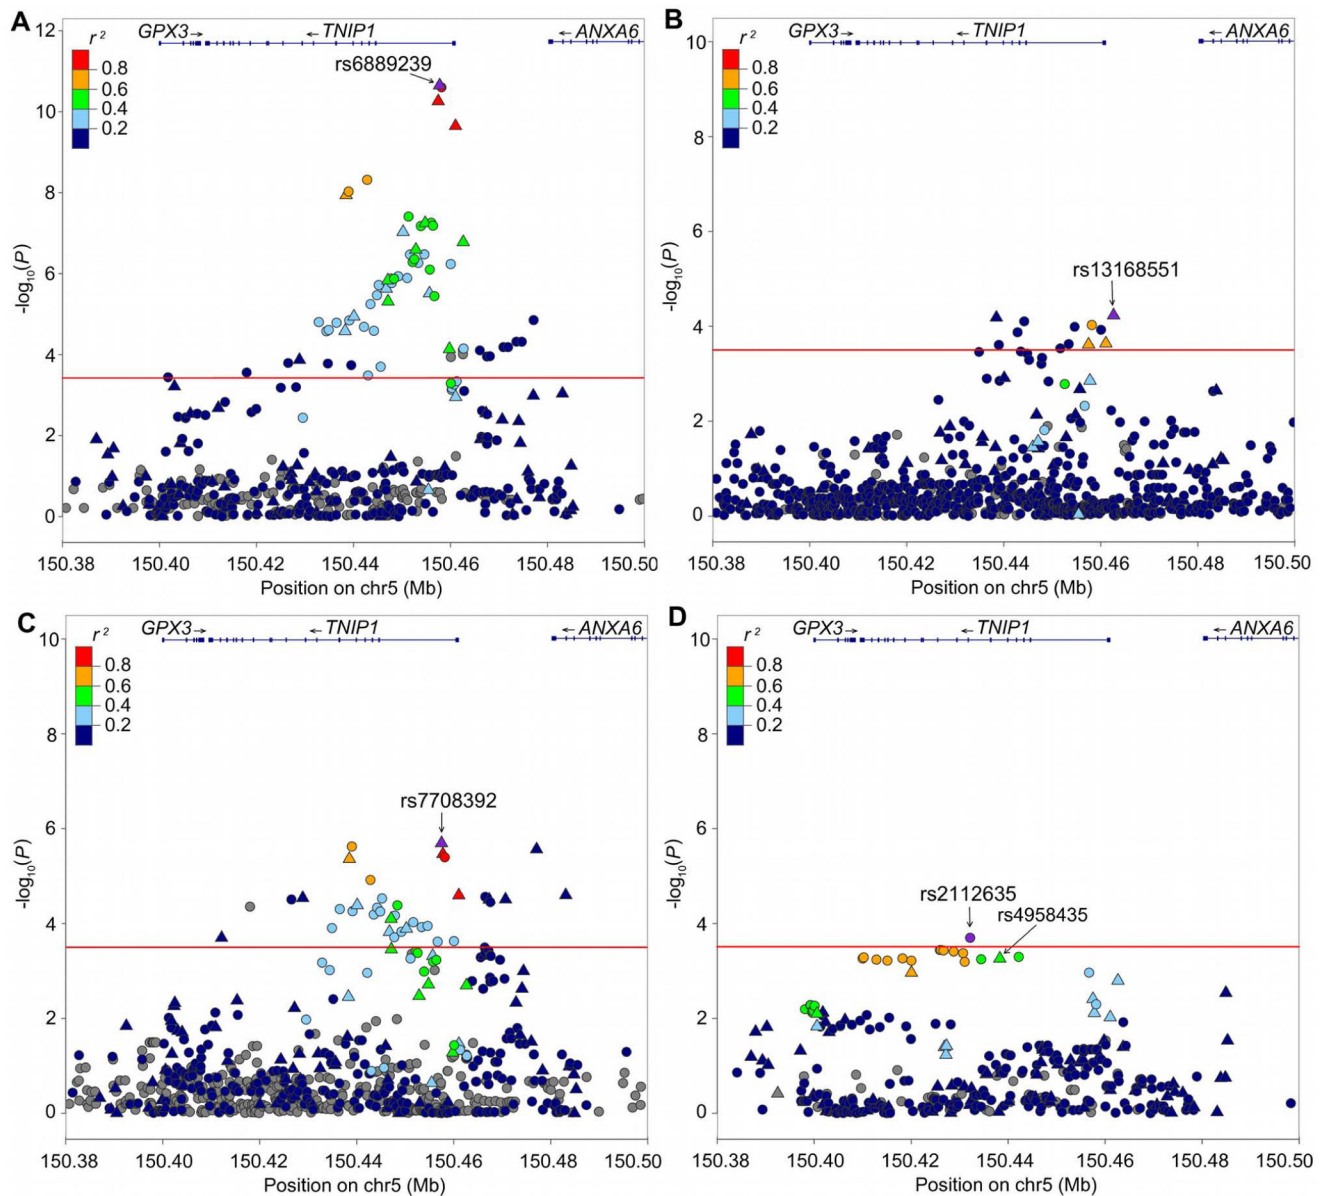 A
GPX3→ ←TNIP1 ←ANXA6
r²
0.8
0.6
0.4
0.2
rs6889239
12
10
8
6
4
2
0
-log₁₀(P)
150.38 150.40 150.42 150.44 150.46 150.48 150.50
Position on chr5 (Mb)
B
GPX3→ ←TNIP1 ←ANXA6
r²
0.8
0.6
0.4
0.2
rs13168551
10
8
6
4
2
0
-log₁₀(P)
150.38 150.40 150.42 150.44 150.46 150.48 150.50
Position on chr5 (Mb)
C
GPX3→ ←TNIP1 ←ANXA6
r²
0.8
0.6
0.4
0.2
rs7708392
10
8
6
4
2
0
-log₁₀(P)
150.38 150.40 150.42 150.44 150.46 150.48 150.50
Position on chr5 (Mb)
D
GPX3→ ←TNIP1 ←ANXA6
r²
0.8
0.6
0.4
0.2
rs2112635
rs4958435
10
8
6
4
2
0
-log₁₀(P)
150.38 150.40 150.42 150.44 150.46 150.48 150.50
Position on chr5 (Mb)